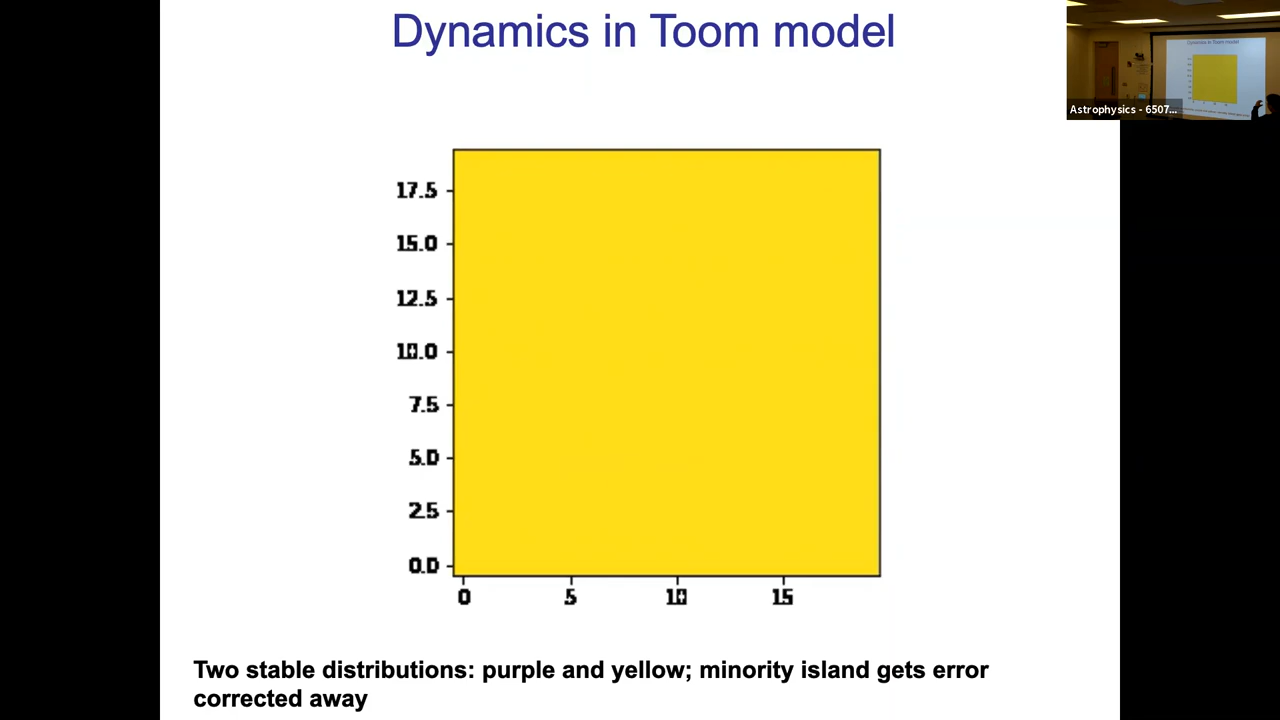 Dynamics in Toom model
Astrophysics - 6507...
17.5
15.0
12.5
10.0
7.5
5.0
2.5
0.0
0 5 10 15
Two stable distributions: purple and yellow; minority island gets error
corrected away